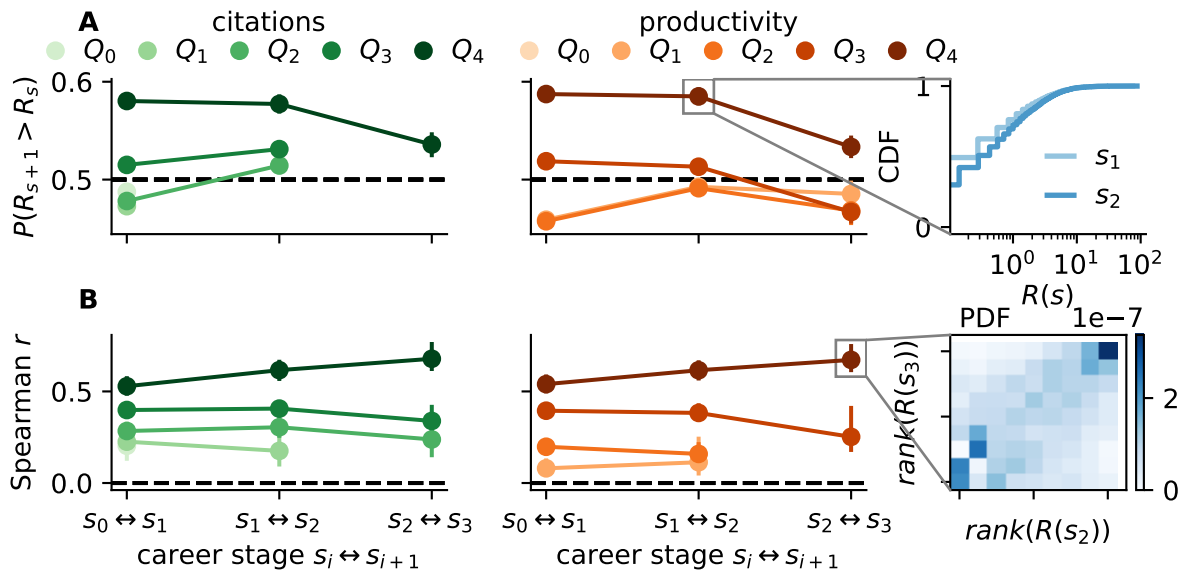 A
citations
productivity
Q0 Q1 Q2 Q3 Q4
Q0 Q1 Q2 Q3 Q4
P(Rs+1 > Rs)
0.6
0.5
CDF
1
0
s1
s2
10^0 10^1 10^2
R(s)
B
Spearman r
0.5
0.0
s0↔s1 s1↔s2 s2↔s3
career stage si↔si+1
s0↔s1 s1↔s2 s2↔s3
career stage si↔si+1
PDF 1e−7
rank(R(s3))
rank(R(s2))
2
0